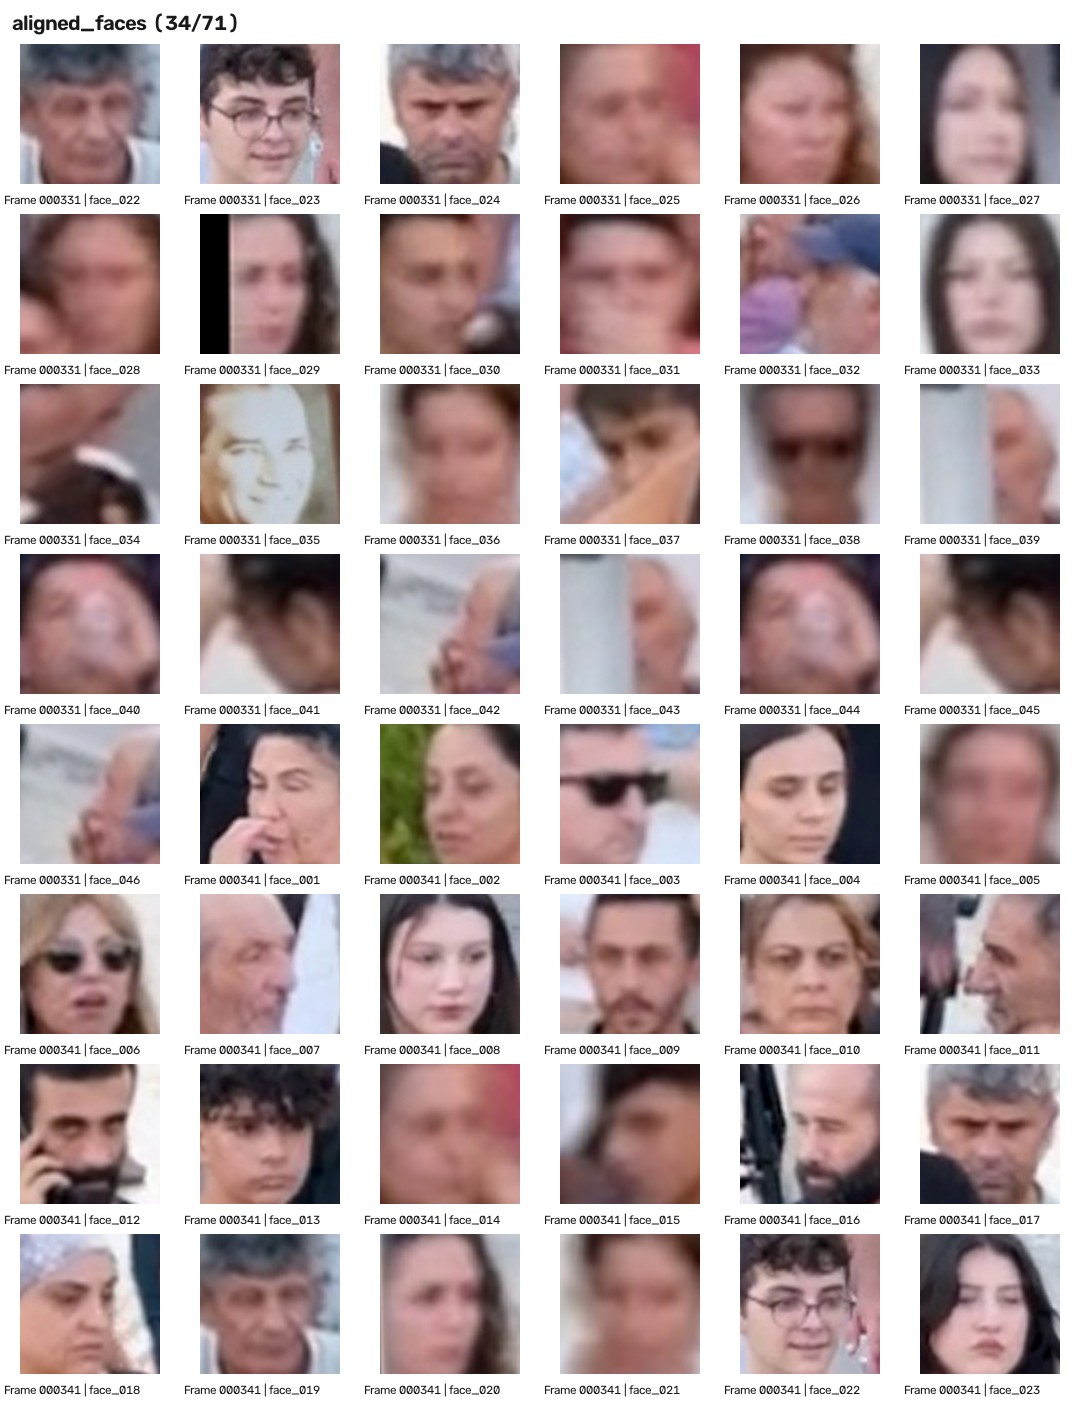 aligned_faces (34/71)
Frame 000331 | face_022 Frame 000331 | face_023 Frame 000331 | face_024 Frame 000331 | face_025 Frame 000331 | face_026 Frame 000331 | face_027
Frame 000331 | face_028 Frame 000331 | face_029 Frame 000331 | face_030 Frame 000331 | face_031 Frame 000331 | face_032 Frame 000331 | face_033
Frame 000331 | face_034 Frame 000331 | face_035 Frame 000331 | face_036 Frame 000331 | face_037 Frame 000331 | face_038 Frame 000331 | face_039
Frame 000331 | face_040 Frame 000331 | face_041 Frame 000331 | face_042 Frame 000331 | face_043 Frame 000331 | face_044 Frame 000331 | face_045
Frame 000331 | face_046 Frame 000341 | face_001 Frame 000341 | face_002 Frame 000341 | face_003 Frame 000341 | face_004 Frame 000341 | face_005
Frame 000341 | face_006 Frame 000341 | face_007 Frame 000341 | face_008 Frame 000341 | face_009 Frame 000341 | face_010 Frame 000341 | face_011
Frame 000341 | face_012 Frame 000341 | face_013 Frame 000341 | face_014 Frame 000341 | face_015 Frame 000341 | face_016 Frame 000341 | face_017
Frame 000341 | face_018 Frame 000341 | face_019 Frame 000341 | face_020 Frame 000341 | face_021 Frame 000341 | face_022 Frame 000341 | face_023